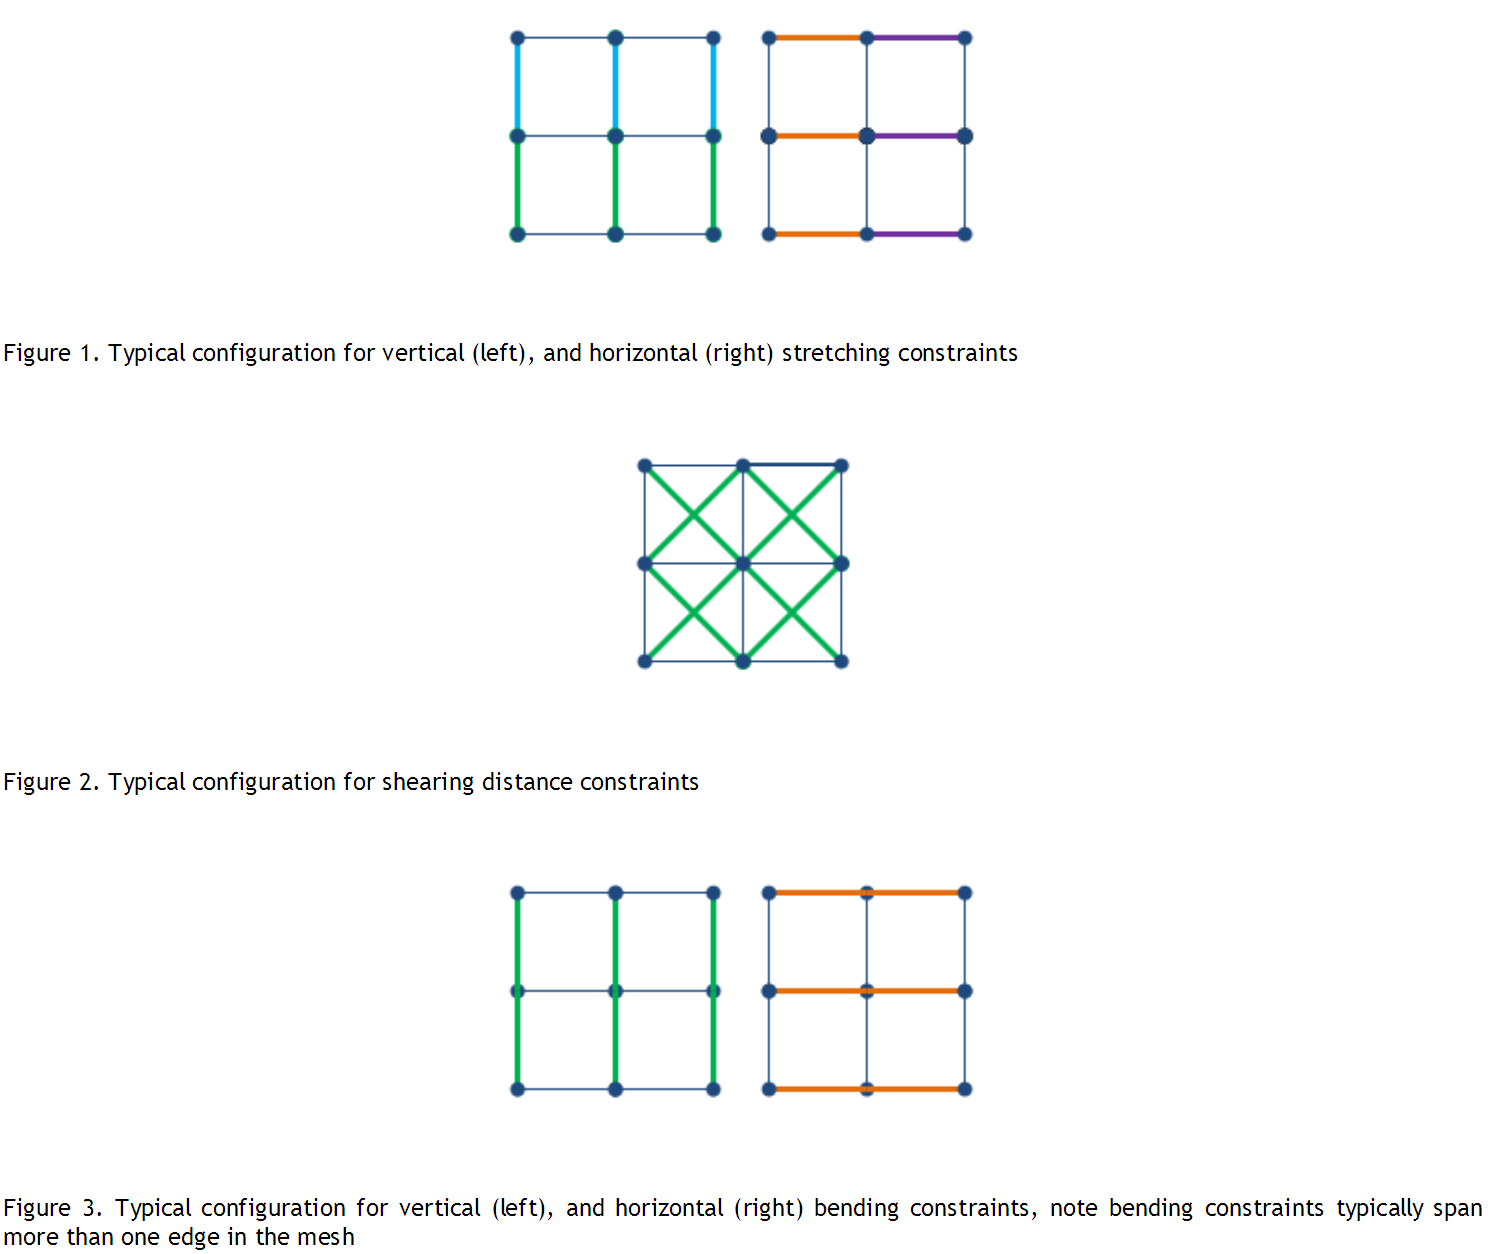 Figure 1. Typical configuration for vertical (left), and horizontal (right) stretching constraints
Figure 2. Typical configuration for shearing distance constraints
Figure 3. Typical configuration for vertical (left), and horizontal (right) bending constraints, note bending constraints typically span
more than one edge in the mesh